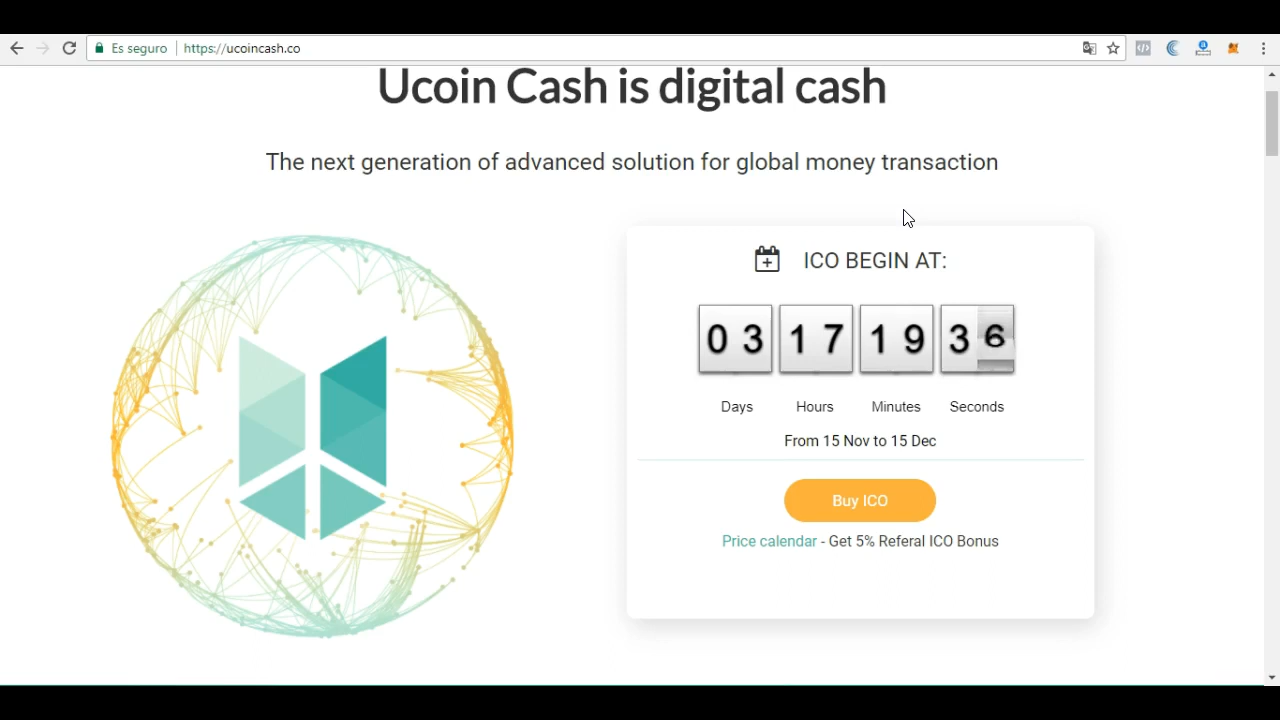 Es seguro https://ucoincash.co
Ucoin Cash is digital cash
The next generation of advanced solution for global money transaction
ICO BEGIN AT:
03 17 19 36
Days Hours Minutes Seconds
From 15 Nov to 15 Dec
Buy ICO
Price calendar - Get 5% Referal ICO Bonus